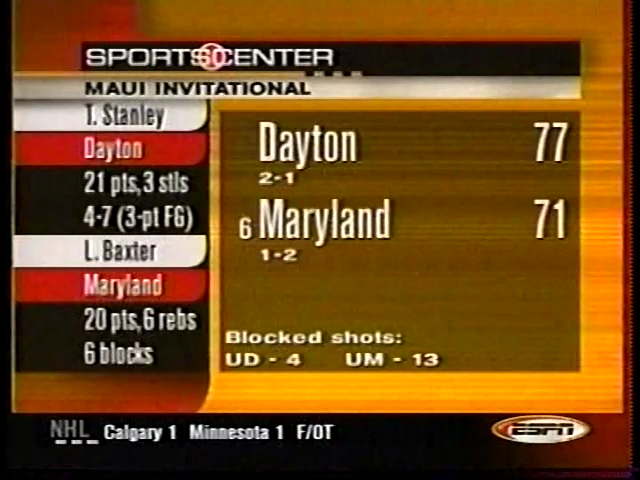 SPORTSCENTER
MAUI INVITATIONAL
T. Stanley
Dayton
21 pts, 3 stls
4-7 (3-pt FG)
L. Baxter
Maryland
20 pts, 6 rebs
6 blocks
Dayton 77
2-1
6 Maryland 71
1-2
Blocked shots:
UD - 4 UM - 13
NHL Calgary 1 Minnesota 1 F/OT
ESPN